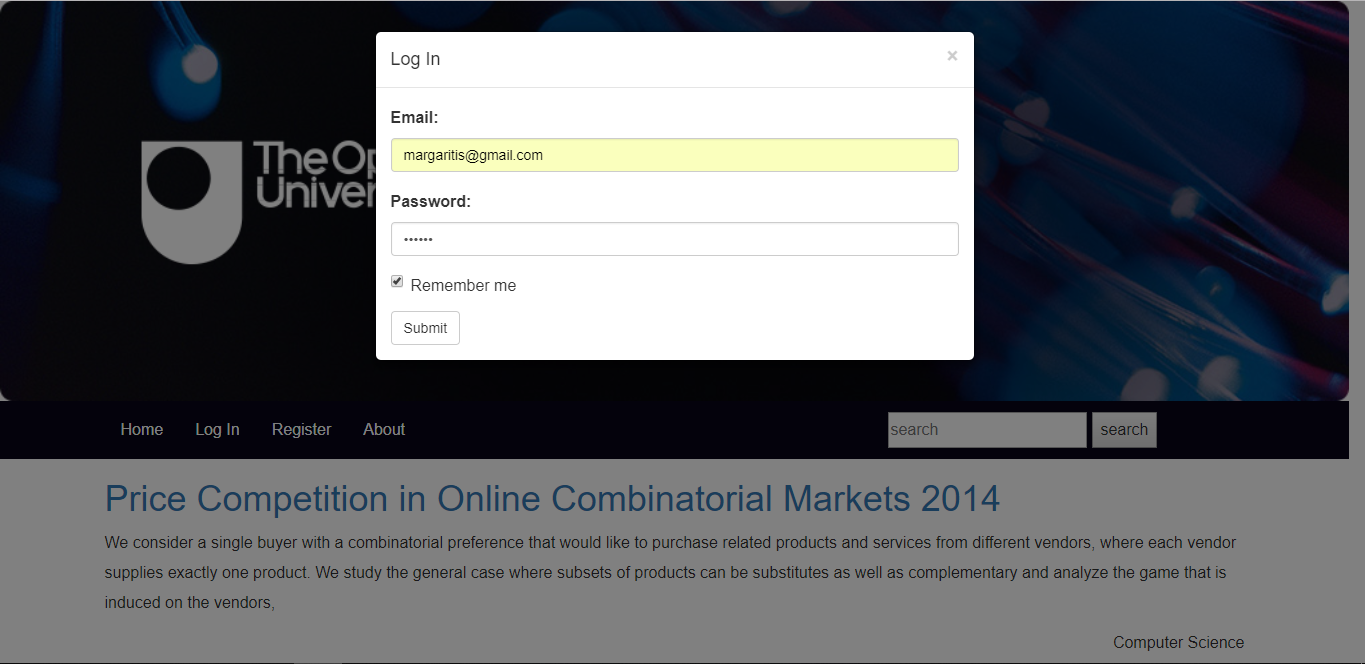 Log In
×
Email:
margaritis@gmail.com
Password:
••••••
Remember me
Submit
The Op
Univer
Home Log In Register About search search
Price Competition in Online Combinatorial Markets 2014
We consider a single buyer with a combinatorial preference that would like to purchase related products and services from different vendors, where each vendor
supplies exactly one product. We study the general case where subsets of products can be substitutes as well as complementary and analyze the game that is
induced on the vendors,
Computer Science